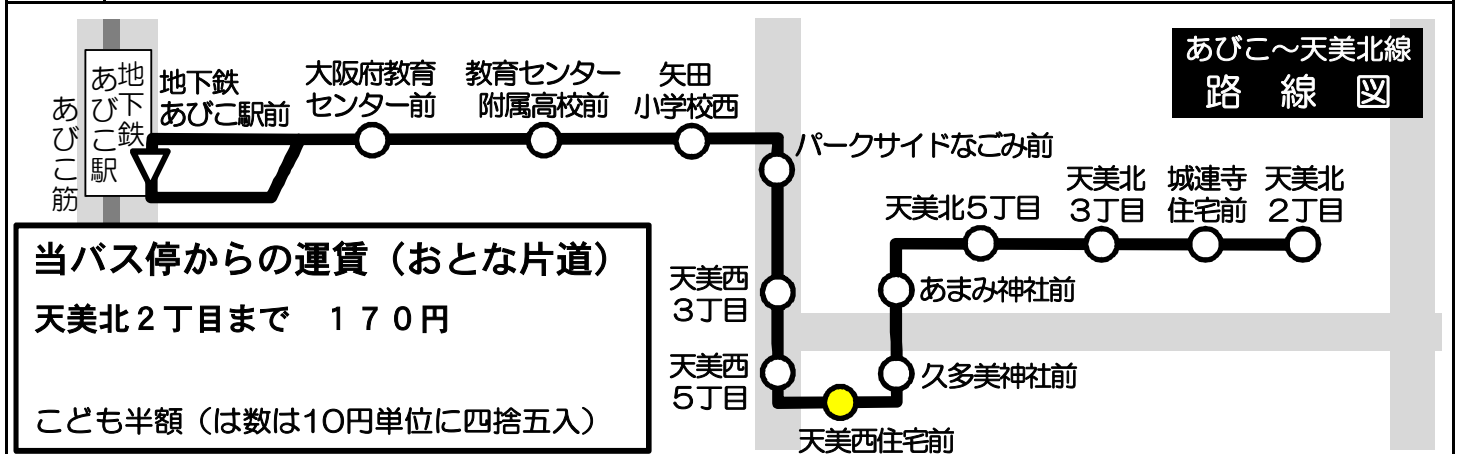 あびこ～天美北線
路線図
あびこ筋
地下鉄
あびこ駅
地下鉄
あびこ駅前
大阪府教育
センター前
教育センター
附属高校前
矢田
小学校西
パークサイドなごみ前
天美西
３丁目
天美西
５丁目
天美西住宅前
久多美神社前
あまみ神社前
天美北５丁目
天美北
３丁目
城連寺
住宅前
天美北
２丁目
当バス停からの運賃（おとな片道）
天美北２丁目まで　１７０円
こども半額（は数は10円単位に四捨五入）